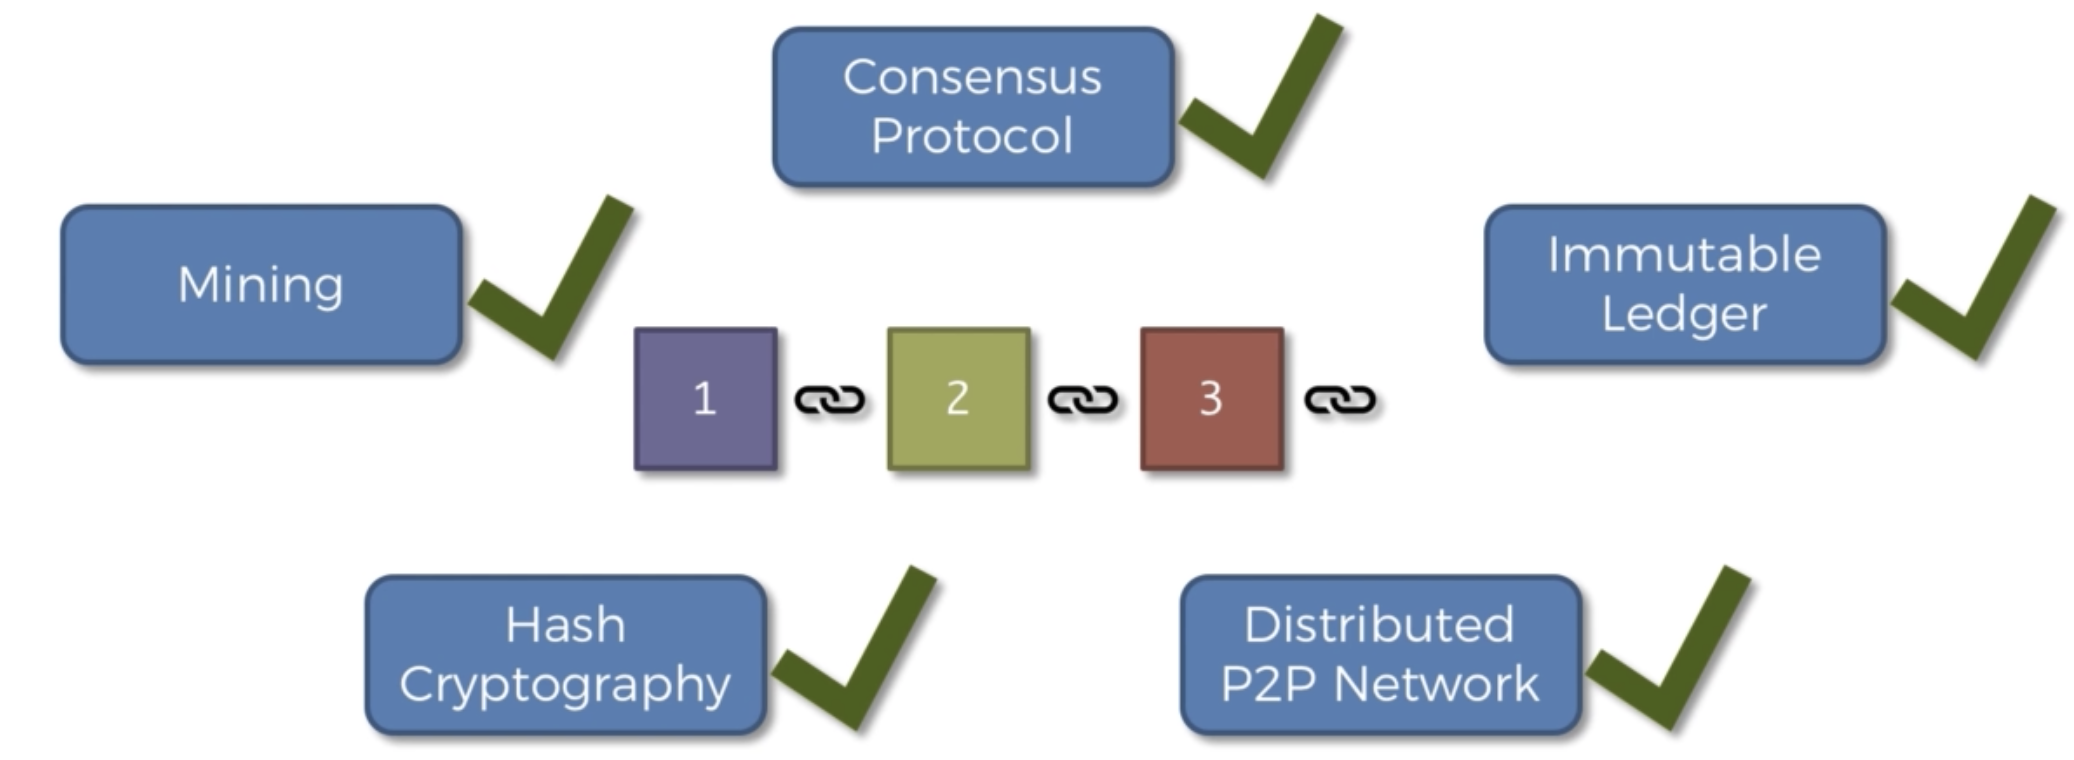 Consensus
Protocol
Mining
Immutable
Ledger
1
2
3
Hash
Cryptography
Distributed
P2P Network